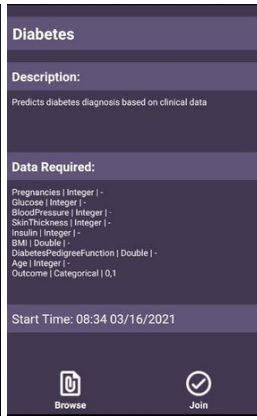 Diabetes
Description:
Predicts diabetes diagnosis based on clinical data
Data Required:
Pregnancies | Integer | -
Glucose | Integer | -
BloodPressure | Integer | -
SkinThickness | Integer | -
Insulin | Integer | -
BMI | Double | -
DiabetesPedigreeFunction | Double | -
Age | Integer | -
Outcome | Categorical | 0,1
Start Time: 08:34 03/16/2021
Browse
Join